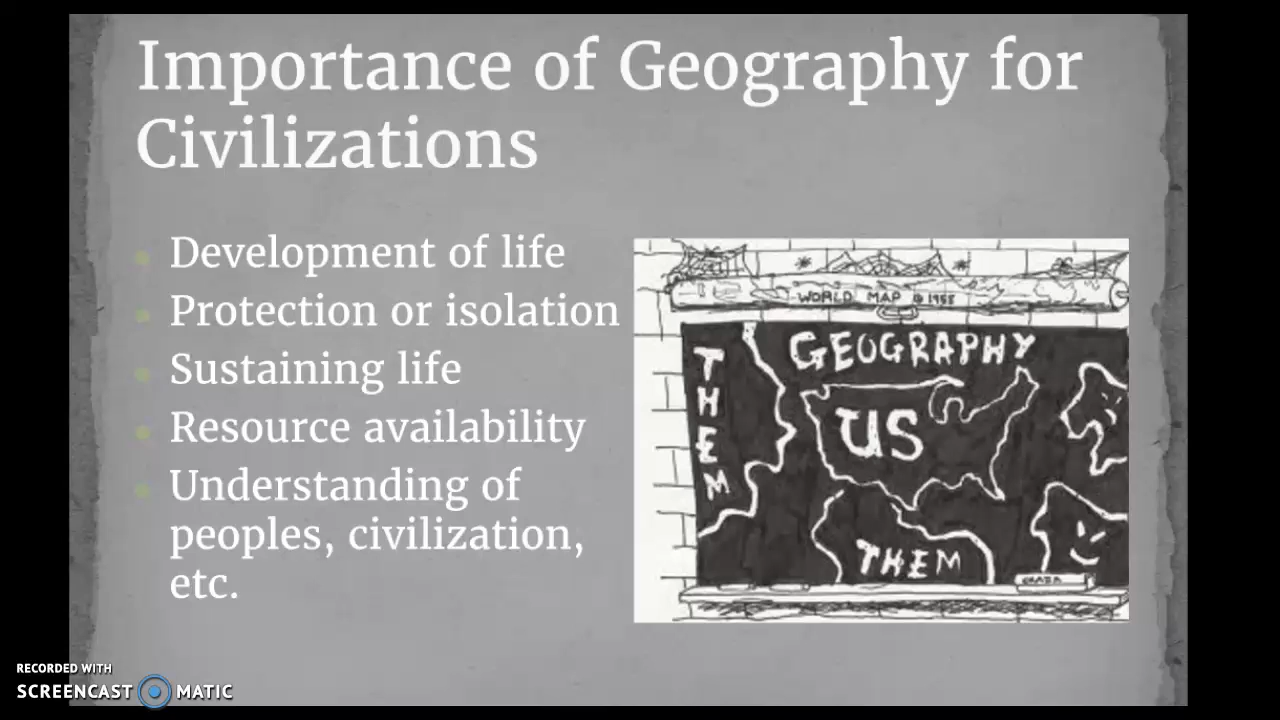 Importance of Geography for
Civilizations
Development of life
Protection or isolation
Sustaining life
Resource availability
Understanding of
peoples, civilization,
etc.
WORLD MAP © 1955
GEOGRAPHY
THEM
US
THEM
RECORDED WITH
SCREENCAST MATIC